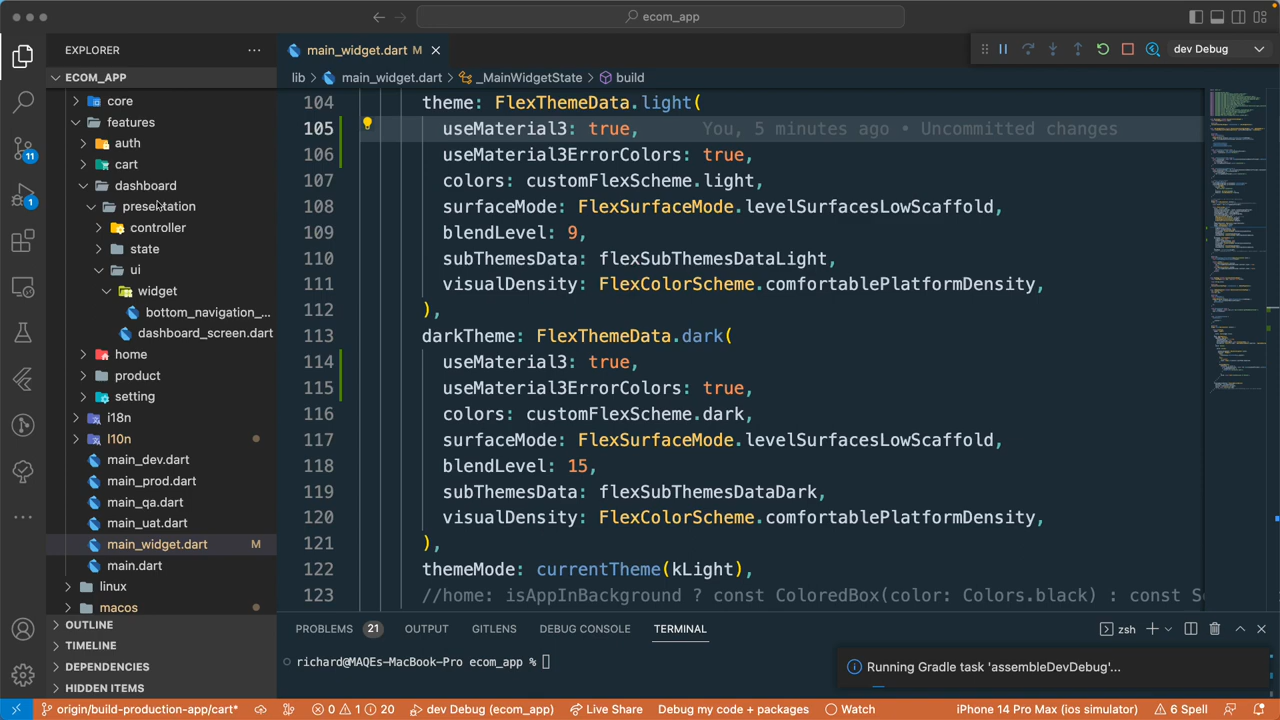 ecom_app
EXPLORER
main_widget.dart M
dev Debug
ECOM_APP
lib > main_widget.dart > _MainWidgetState > build
core
features
auth
cart
dashboard
presentation
controller
state
ui
widget
bottom_navigation_...
dashboard_screen.dart
home
product
setting
i18n
l10n
main_dev.dart
main_prod.dart
main_qa.dart
main_uat.dart
main_widget.dart M
main.dart
linux
macos
OUTLINE
TIMELINE
DEPENDENCIES
HIDDEN ITEMS
11
1
104 theme: FlexThemeData.light(
105 useMaterial3: true, You, 5 minutes ago • Uncommitted changes
106 useMaterial3ErrorColors: true,
107 colors: customFlexScheme.light,
108 surfaceMode: FlexSurfaceMode.levelSurfacesLowScaffold,
109 blendLevel: 9,
110 subThemesData: flexSubThemesDataLight,
111 visualDensity: FlexColorScheme.comfortablePlatformDensity,
112 ),
113 darkTheme: FlexThemeData.dark(
114 useMaterial3: true,
115 useMaterial3ErrorColors: true,
116 colors: customFlexScheme.dark,
117 surfaceMode: FlexSurfaceMode.levelSurfacesLowScaffold,
118 blendLevel: 15,
119 subThemesData: flexSubThemesDataDark,
120 visualDensity: FlexColorScheme.comfortablePlatformDensity,
121 ),
122 themeMode: currentTheme(kLight),
123 //home: isAppInBackground ? const ColoredBox(color: Colors.black) : const S
PROBLEMS 21 OUTPUT GITLENS DEBUG CONSOLE TERMINAL zsh
richard@MAQEs-MacBook-Pro ecom_app %
Running Gradle task 'assembleDevDebug'...
origin/build-production-app/cart* 0 1 20 dev Debug (ecom_app) Live Share Debug my code + packages Watch iPhone 14 Pro Max (ios simulator) 6 Spell